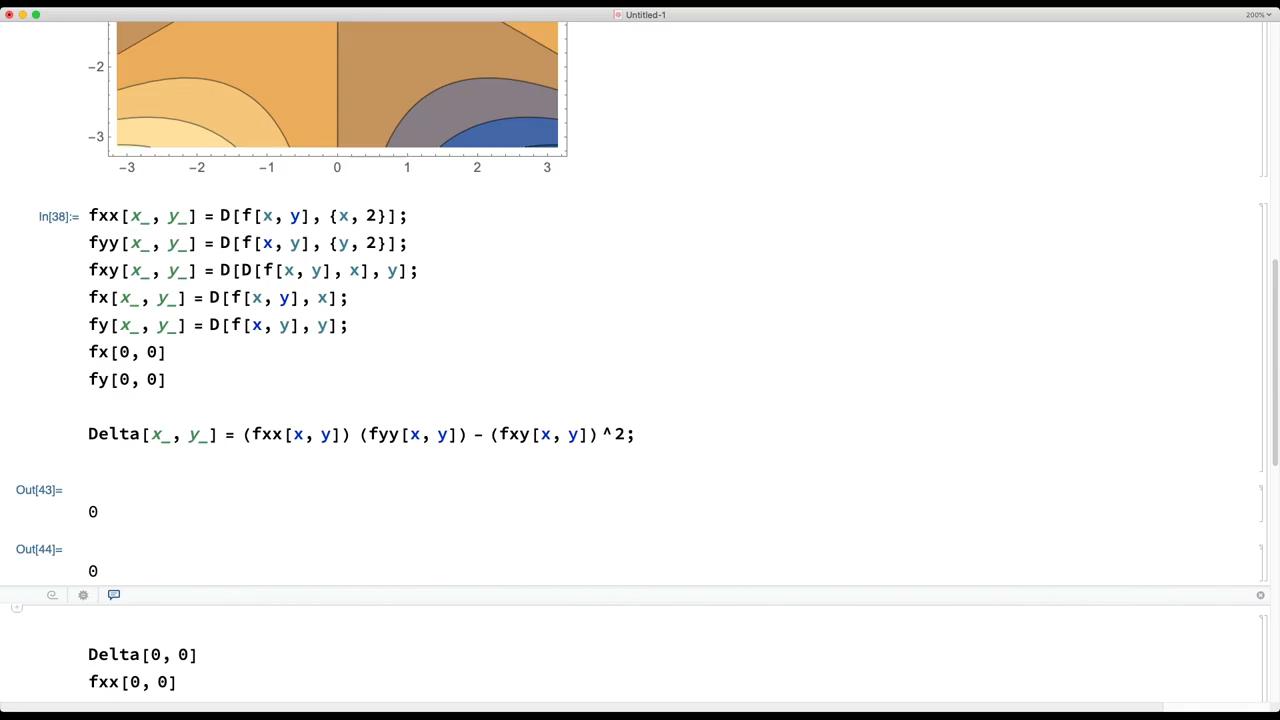 Untitled-1
200%
-2
-3
-3 -2 -1 0 1 2 3
In[38]:= fxx[x_, y_] = D[f[x, y], {x, 2}];
fyy[x_, y_] = D[f[x, y], {y, 2}];
fxy[x_, y_] = D[D[f[x, y], x], y];
fx[x_, y_] = D[f[x, y], x];
fy[x_, y_] = D[f[x, y], y];
fx[0, 0]
fy[0, 0]
Delta[x_, y_] = (fxx[x, y]) (fyy[x, y]) - (fxy[x, y])^2;
Out[43]=
0
Out[44]=
0
Delta[0, 0]
fxx[0, 0]